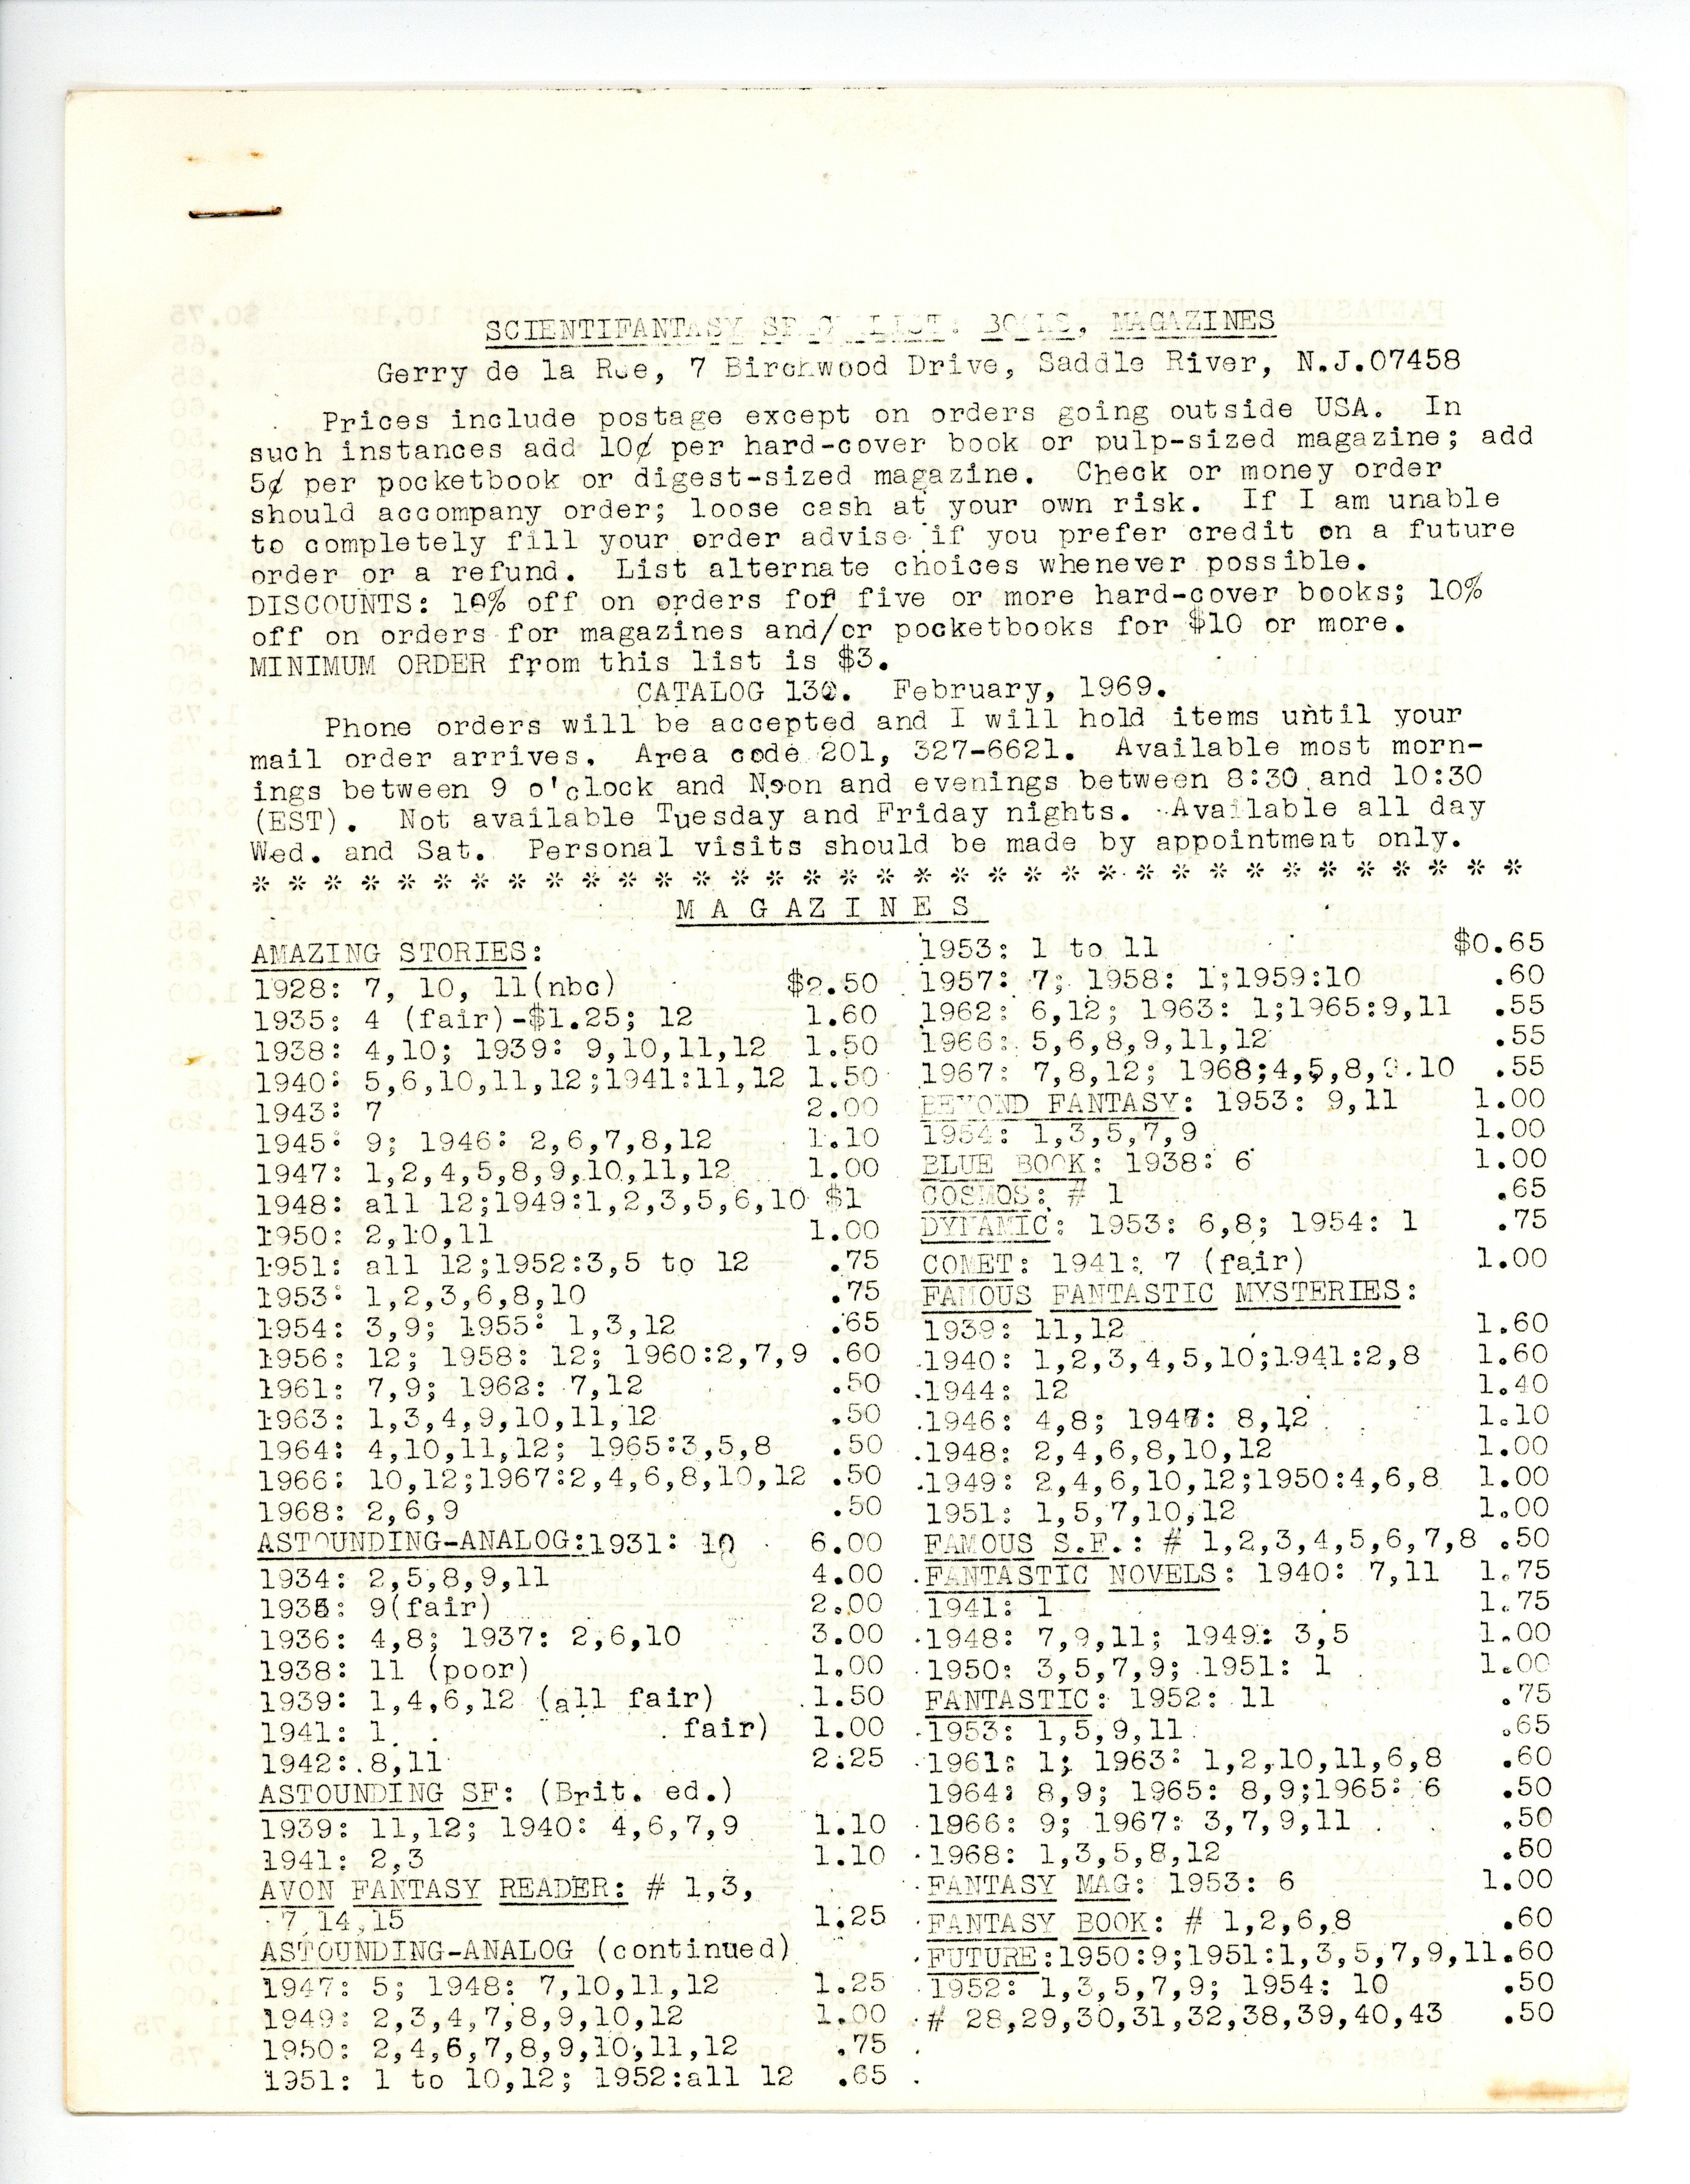 SCIENTIFANTASY BOOKS, MAGAZINES
Gerry de la Ree, 7 Birchwood Drive, Saddle River, N.J.07458
Prices include postage except on orders going outside USA. In
such instances add 10¢ per hard-cover book or pulp-sized magazine; add
5¢ per pocketbook or digest-sized magazine. Check or money order
should accompany order; loose cash at your own risk. If I am unable
to completely fill your order advise if you prefer credit on a future
order or a refund. List alternate choices whenever possible.
DISCOUNTS: 10% off on orders for five or more hard-cover books; 10%
off on orders for magazines and/or pocketbooks for $10 or more.
MINIMUM ORDER from this list is $3.
CATALOG February, 1969.
Phone orders will be accepted and I will hold items until your
mail order arrives. Area code 201, 327-6621. Available most morn-
ings between 9 o'clock and Noon and evenings between 8:30 and 10:30
(EST). Not available Tuesday and Friday nights. Available all day
Wed. and Sat. Personal visits should be made by appointment only.
* * * * * * * * * * * * * * * * * * * * * * * * * * * * * * * * * * *
M A G A Z I N E S
AMAZING STORIES:
1928: 7, 10, 11(nbc) $2.50
1935: 4 (fair)-$1.25; 12 1.60
1938: 4,10; 1939: 9,10,11,12 1.50
1940: 5,6,10,11,12;1941:11,12 1.50
1943: 7 2.00
1945: 9; 1946: 2,6,7,8,12 1.10
1947: 1,2,4,5,8,9,10,11,12 1.00
1948: all 12;1949:1,2,3,5,6,10 $1
1950: 2,10,11 1.00
1951: all 12;1952:3,5 to 12 .75
1953: 1,2,3,6,8,10 .75
1954: 3,9; 1955: 1,3,12 .65
1956: 12; 1958: 12; 1960:2,7,9 .60
1961: 7,9; 1962: 7,12 .50
1963: 1,3,4,9,10,11,12 .50
1964: 4,10,11,12; 1965:3,5,8 .50
1966: 10,12;1967:2,4,6,8,10,12 .50
1968: 2,6,9 .50
ASTOUNDING-ANALOG:1931: 10 6.00
1934: 2,5,8,9,11 4.00
9(fair) 2.00
1936: 4,8; 1937: 2,6,10 3.00
1938: 11 (poor) 1.00
1939: 1,4,6,12 (all fair) 1.50
1941: 1 fair) 1.00
1942: 8,11 2.25
ASTOUNDING SF: (Brit. ed.)
1939: 11,12; 1940: 4,6,7,9 1.10
1941: 2,3 1.10
AVON FANTASY READER: # 1,3,
7,14,15 1.25
ASTOUNDING-ANALOG (continued)
1947: 5; 1948: 7,10,11,12 1.25
1949: 2,3,4,7,8,9,10,12 1.00
1950: 2,4,6,7,8,9,10,11,12 .75
1951: 1 to 10,12; 1952:all 12 .65
1953: 1 to 11 $0.65
1957: 7; 1958: 1;1959:10 .60
1962: 6,12; 1963: 1;1965:9,11 .55
1966: 5,6,8,9,11,12 .55
1967: 7,8,12; 1968;4,5,8,9.10 .55
BEYOND FANTASY: 1953: 9,11 1.00
1954: 1,3,5,7,9 1.00
BLUE BOOK: 1938: 6 1.00
COSMOS: # 1 .65
DYNAMIC: 1953: 6,8; 1954: 1 .75
COMET: 1941: 7 (fair) 1.00
FAMOUS FANTASTIC MYSTERIES:
1939: 11,12 1.60
1940: 1,2,3,4,5,10;1941:2,8 1.60
1944: 12 1.40
1946: 4,8; 1947: 8,12 1.10
1948: 2,4,6,8,10,12 1.00
1949: 2,4,6,10,12;1950:4,6,8 1.00
1951: 1,5,7,10,12 1.00
FAMOUS S.F.: # 1,2,3,4,5,6,7,8 .50
FANTASTIC NOVELS: 1940: 7,11 1.75
1941: 1 1.75
1948: 7,9,11; 1949: 3,5 1.00
1950: 3,5,7,9; 1951: 1 1.00
FANTASTIC: 1952: 11 .75
1953: 1,5,9,11 .65
1961: 1; 1963: 1,2,10,11,6,8 .60
1964: 8,9; 1965: 8,9;1965: 6 .50
1966: 9; 1967: 3,7,9,11 .50
1968: 1,3,5,8,12 .50
FANTASY MAG: 1953: 6 1.00
FANTASY BOOK: # 1,2,6,8 .60
FUTURE:1950:9;1951:1,3,5,7,9,11.60
1952: 1,3,5,7,9; 1954: 10 .50
# 28,29,30,31,32,38,39,40,43 .50